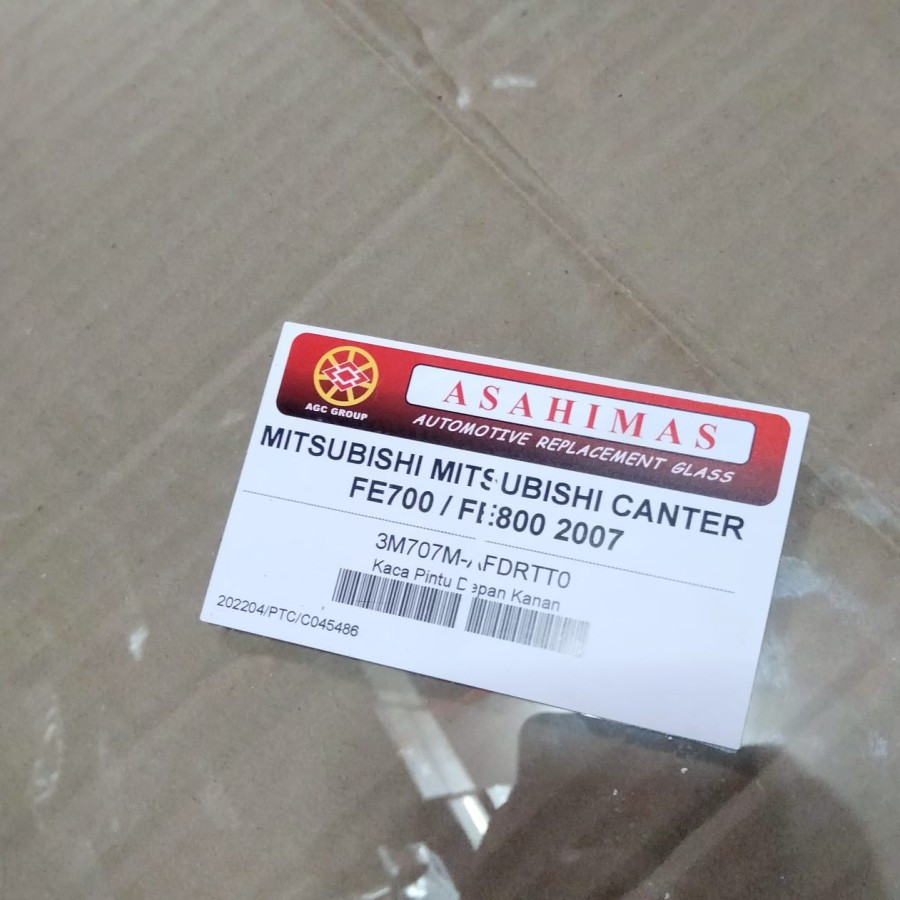 AGC GROUP
ASAHIMAS
AUTOMOTIVE REPLACEMENT GLASS
MITSUBISHI MITSUBISHI CANTER
FE700 / FE800 2007
3M707M-AFDRTT0
Kaca Pintu Depan Kanan
202204/PTC/C045486